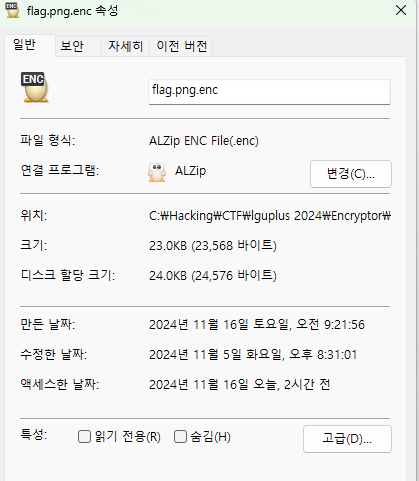 flag.png.enc 속성
일반 보안 자세히 이전 버전
ENC
flag.png.enc
파일 형식: ALZip ENC File(.enc)
연결 프로그램: ALZip 변경(C)...
위치: C:₩Hacking₩CTF₩lguplus 2024₩Encryptor₩
크기: 23.0KB (23,568 바이트)
디스크 할당 크기: 24.0KB (24,576 바이트)
만든 날짜: 2024년 11월 16일 토요일, 오전 9:21:56
수정한 날짜: 2024년 11월 5일 화요일, 오후 8:31:01
액세스한 날짜: 2024년 11월 16일 오늘, 2시간 전
특성: 읽기 전용(R) 숨김(H) 고급(D)...